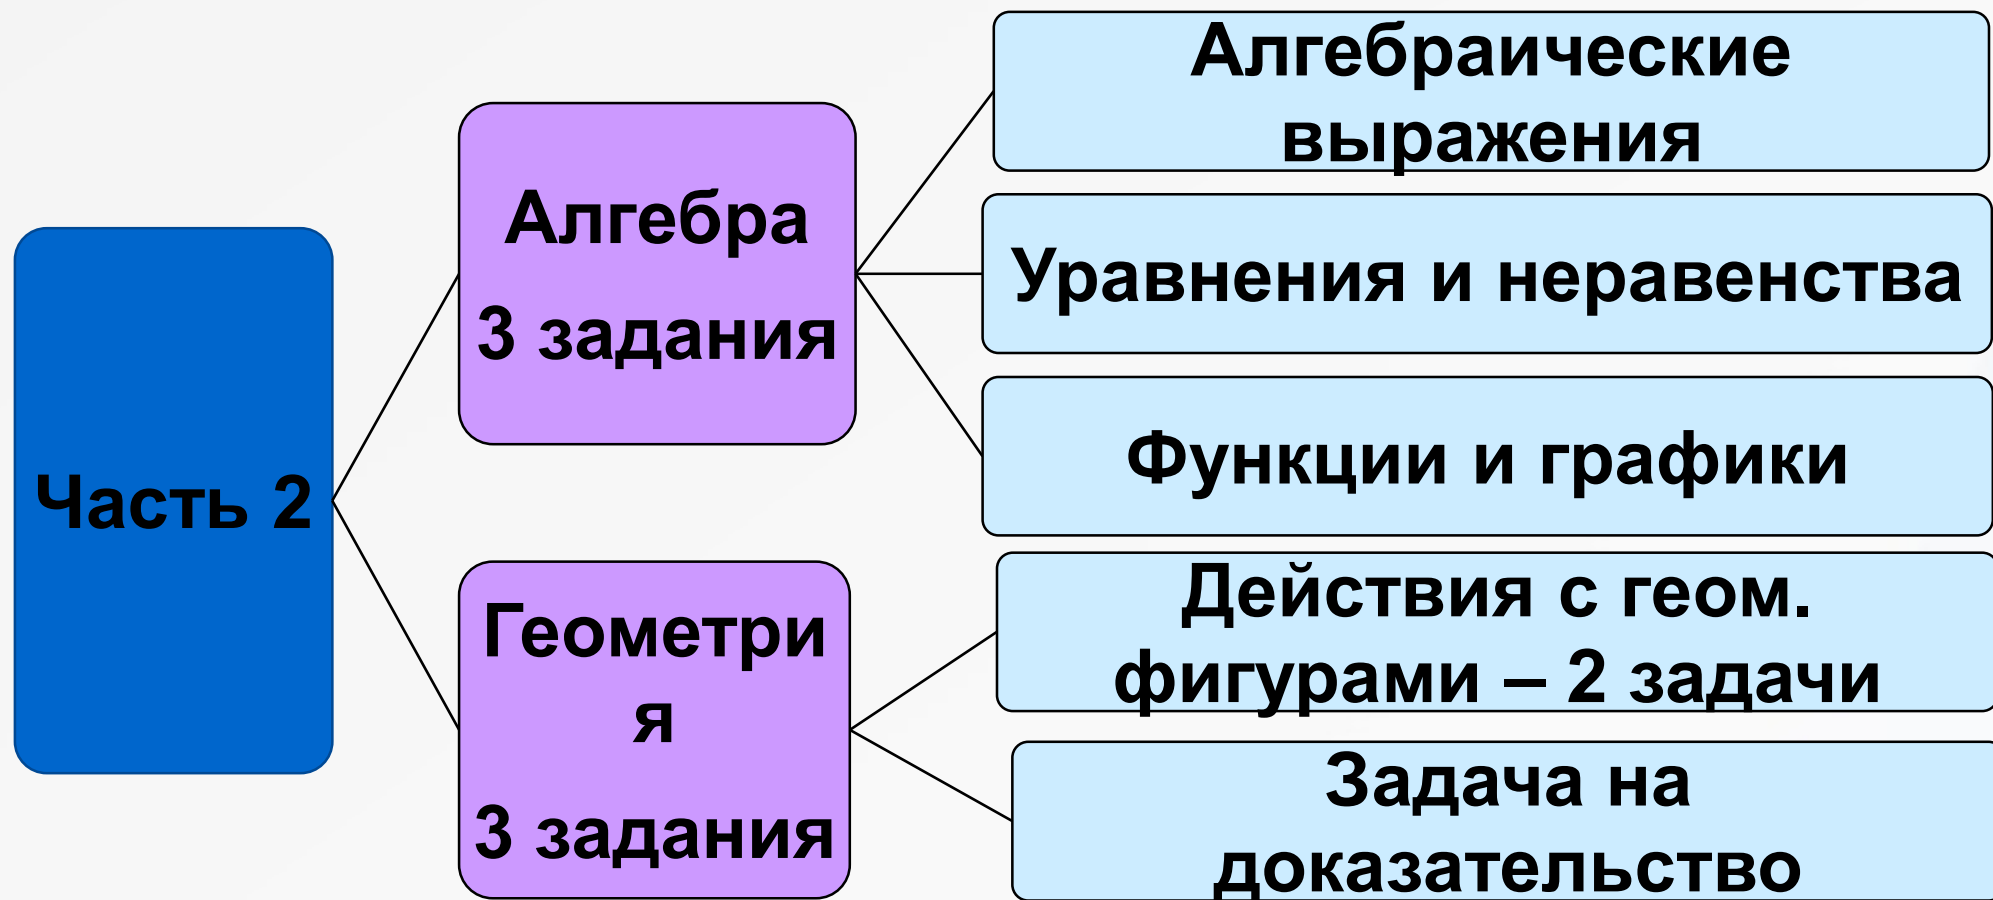 Часть 2
Алгебра
3 задания
Геометри
я
3 задания
Алгебраические
выражения
Уравнения и неравенства
Функции и графики
Действия с геом.
фигурами – 2 задачи
Задача на
доказательство